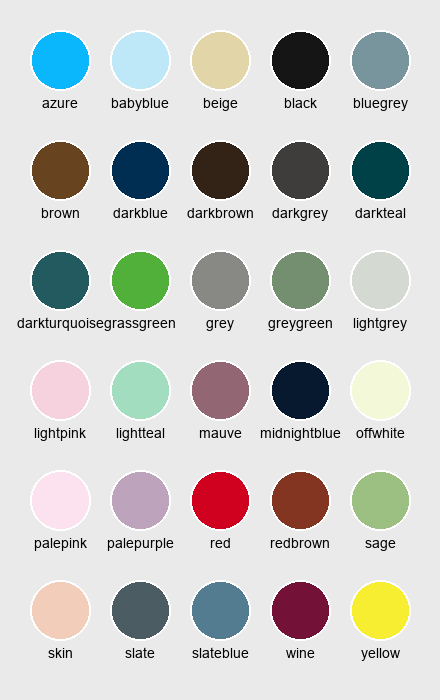 azure babyblue beige black bluegrey
brown darkblue darkbrown darkgrey darkteal
darkturquoise grassgreen grey greygreen lightgrey
lightpink lightteal mauve midnightblue offwhite
palepink palepurple red redbrown sage
skin slate slateblue wine yellow